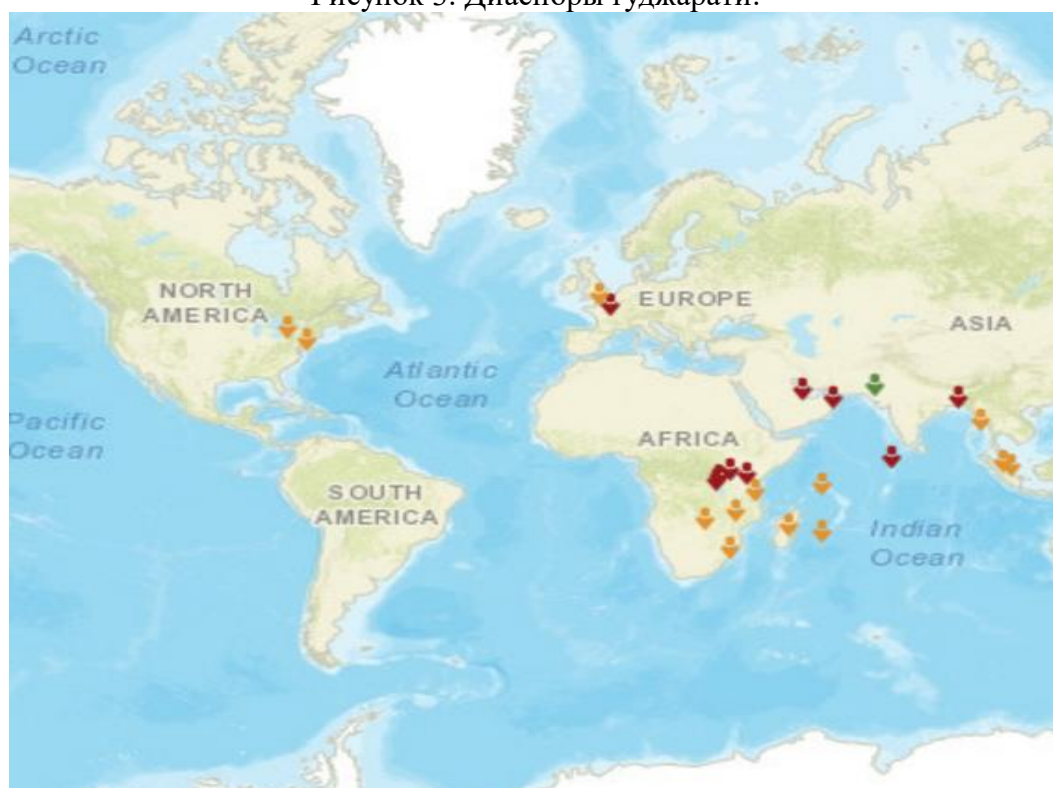 Рисунок 3. Диаспоры гуджарати.
Arctic
Ocean
NORTH
AMERICA
EUROPE
ASIA
Atlantic
Ocean
Pacific
Ocean
AFRICA
SOUTH
AMERICA
Indian
Ocean